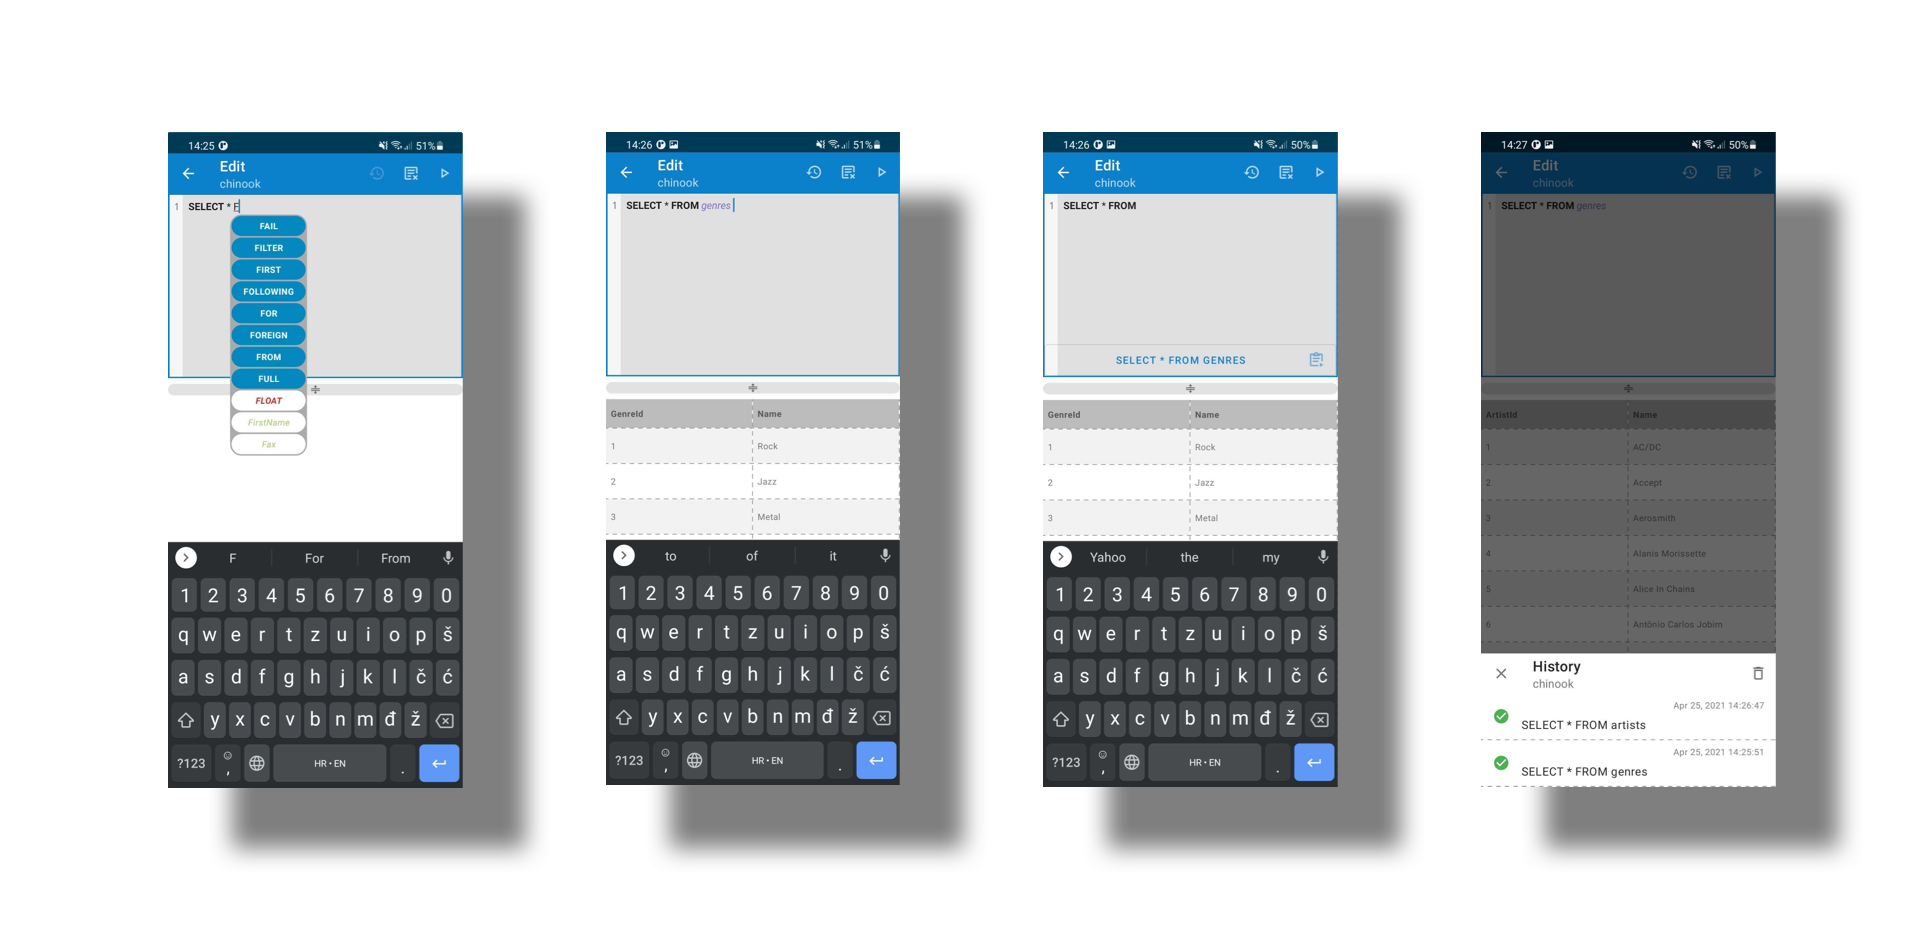 14:25 51%
Edit
chinook
1 SELECT * F
FAIL
FILTER
FIRST
FOLLOWING
FOR
FOREIGN
FROM
FULL
FLOAT
FirstName
Fax
F For From
1 2 3 4 5 6 7 8 9 0
q w e r t z u i o p š
a s d f g h j k l č ć
y x c v b n m đ ž
?123 , HR • EN .
14:26 51%
Edit
chinook
1 SELECT * FROM genres
GenreId Name
1 Rock
2 Jazz
3 Metal
to of it
1 2 3 4 5 6 7 8 9 0
q w e r t z u i o p š
a s d f g h j k l č ć
y x c v b n m đ ž
?123 , HR • EN .
14:26 50%
Edit
chinook
1 SELECT * FROM
SELECT * FROM GENRES
GenreId Name
1 Rock
2 Jazz
3 Metal
Yahoo the my
1 2 3 4 5 6 7 8 9 0
q w e r t z u i o p š
a s d f g h j k l č ć
y x c v b n m đ ž
?123 , HR • EN .
14:27 50%
Edit
chinook
1 SELECT * FROM genres
ArtistId Name
1 AC/DC
2 Accept
3 Aerosmith
4 Alanis Morissette
5 Alice In Chains
6 Antônio Carlos Jobim
History
chinook
Apr 25, 2021 14:26:47
SELECT * FROM artists
Apr 25, 2021 14:25:51
SELECT * FROM genres